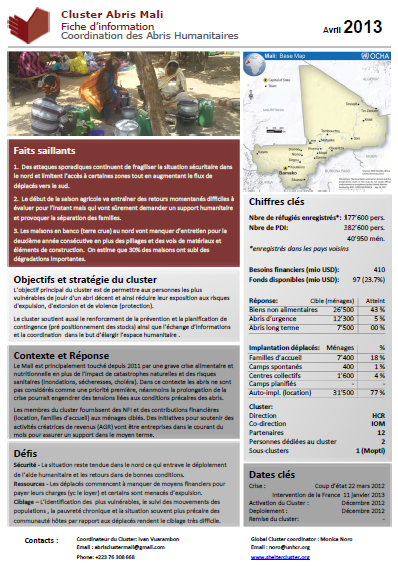 Cluster Abris Mali
Fiche d'information
Coordination des Abris Humanitaires
Avril 2013
Mali: Base Map
OCHA
Bamako
Faits saillants
1. Des attaques sporadiques continuent de fragiliser la situation sécuritaire dans
le nord et limitent l'accès à certaines zones tout en augmentant le flux de
déplacés vers le sud.
2. Le début de la saison agricole va entraîner des retours momentanés difficiles à
évaluer pour l'instant mais qui vont sûrement demander un support humanitaire
et provoquer la séparation des familles.
3. Les maisons en banco (terre crue) au nord vont manquer d'entretien pour la
deuxième année consécutive en plus des pillages et des vols de matériaux et
éléments de construction. On estime que 30% des maisons ont subi des
dégradations importantes.
Objectifs et stratégie du cluster
L'objectif principal du cluster est de permettre aux personnes les plus
vulnérables de jouir d'un abri décent et ainsi réduire leur exposition aux risques
d'expulsion, d'extorsion et de violence (protection).
Le cluster soutient aussi le renforcement de la prévention et la planification de
contingence (pré positionnement des stocks) ainsi que l'échange d'informations
et la coordination dans le but d'élargir l'espace humanitaire .
Contexte et Réponse
Le Mali est principalement touché depuis 2011 par une grave crise alimentaire et
nutritionnelle en plus de l'impact de catastrophes naturelles et des risques
sanitaires (inondations, sécheresses, choléra). Dans ce contexte les abris ne sont
pas considérés comme une priorité première, néanmoins la prolongation de la
crise pourrait engendrer des tensions liées aux conditions précaires des abris.
Les membres du cluster fournissent des NFI et des contributions financières
(location, familles d'accueil) aux ménages ciblés. Des initiatives pour soutenir des
activités créatrices de revenus (AGR) vont être entreprises dans le courant du
mois pour assurer un support dans le moyen terme.
Défis
Sécurité - La situation reste tendue dans le nord ce qui entrave le déploiement
de l'aide humanitaire et les retours dans de bonnes conditions.
Ressources - Les déplacés commencent à manquer de moyens financiers pour
payer leurs charges (yc le loyer) et certains sont menacés d'expulsion.
Ciblage – L'identification des plus vulnérables, le suivi des mouvements des
populations , la pauvreté chronique et la situation souvent plus précaire des
communauté hôtes par rapport aux déplacés rendent le ciblage très difficile.
Chiffres clés
Nbre de réfugiés enregistrés*: 177'600 pers.
Nbre de PDI: 282'600 pers.
40'950 mén.
*enregistrés dans les pays voisins
Besoins financiers (mio USD): 410
Fonds disponibles (mio USD): 97 (23.7%)
Réponse: Cible (ménages) Atteint
Biens non alimentaires 26'500 43 %
Abris d'urgence 12'300 5 %
Abris long terme 7'500 00 %
Implantation déplacés: Ménages %
Familles d'accueil 7'400 18 %
Camps spontanés 400 1 %
Centres collectifs 1'600 4 %
Camps planifiés - -
Auto-impl. (location) 31'500 77 %
Cluster:
Direction HCR
Co-direction IOM
Partenaires 12
Personnes dédiées au cluster 2
Sous-clusters 1 (Mopti)
Dates clés
Crise : Coup d'état 22 mars 2012
Intervention de la France 11 janvier 2013
Activation du Cluster : Décembre 2012
Déploiement : Décembre 2012
Remise du cluster: -
Contacts :
Coordinateur du Cluster: Ivan Vuarambon
Email : abrisclustermali@gmail.com
Phone: +223 76 308 668
Global Cluster coordinator : Monica Noro
Email : noro@unhcr.org
www.sheltercluster.org